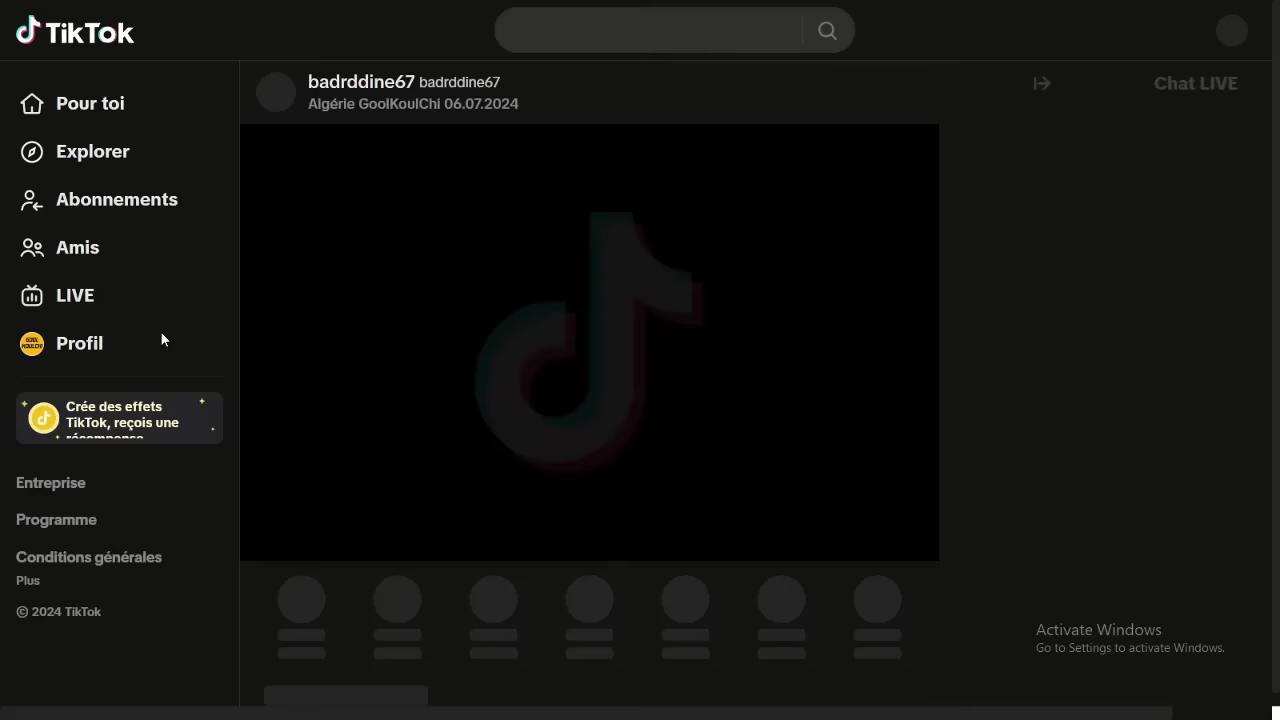 TikTok
badrddine67 badrddine67
Algérie GoolKoulChi 06.07.2024
Chat LIVE
Pour toi
Explorer
Abonnements
Amis
LIVE
Profil
Crée des effets
TikTok, reçois une
récompense
Entreprise
Programme
Conditions générales
Plus
© 2024 TikTok
Activate Windows
Go to Settings to activate Windows.